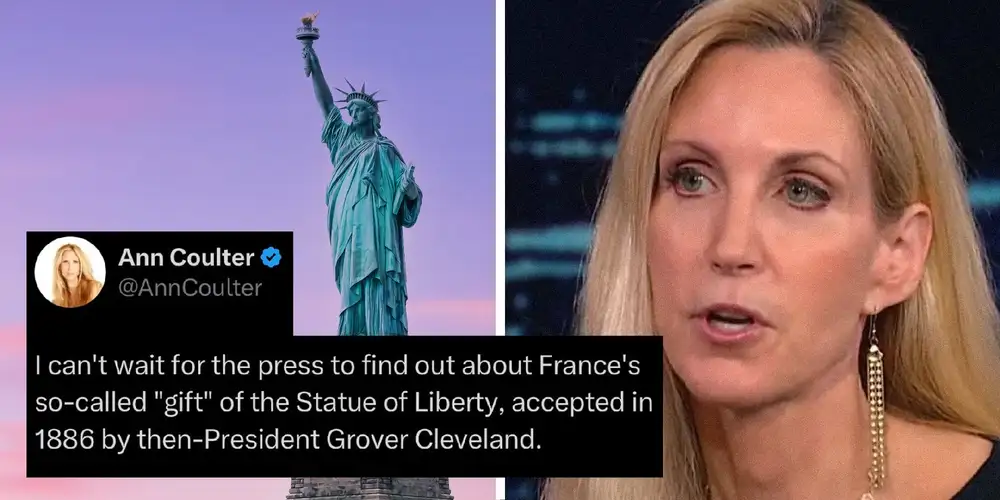 Ann Coulter
@AnnCoulter
I can't wait for the press to find out about France's
so-called "gift" of the Statue of Liberty, accepted in
1886 by then-President Grover Cleveland.